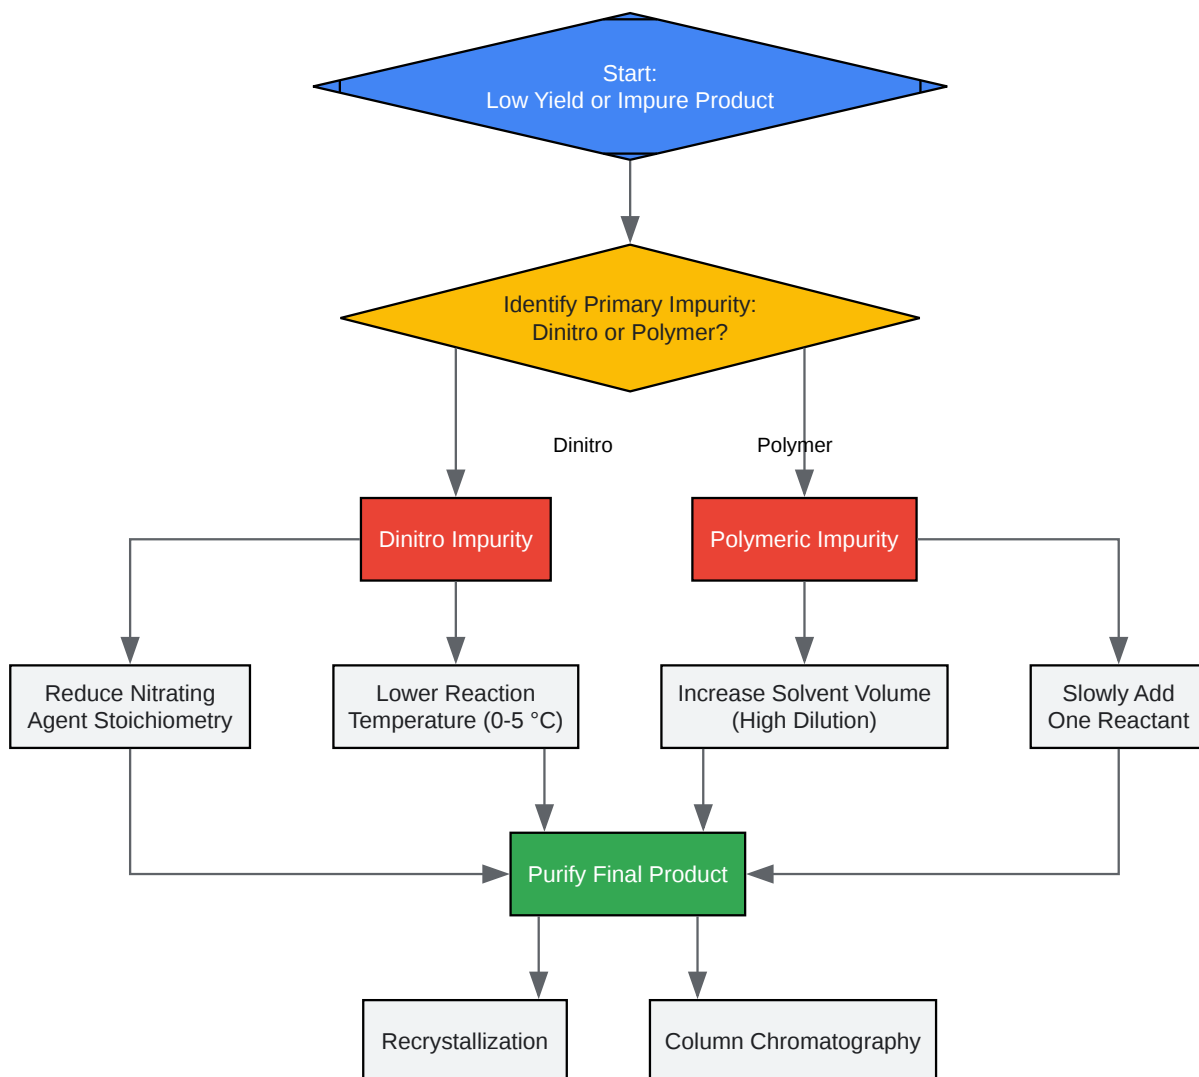 Start:
Low Yield or Impure Product
Identify Primary Impurity:
Dinitro or Polymer?
Dinitro
Polymer
Dinitro Impurity
Polymeric Impurity
Reduce Nitrating
Agent Stoichiometry
Lower Reaction
Temperature (0-5 °C)
Increase Solvent Volume
(High Dilution)
Slowly Add
One Reactant
Purify Final Product
Recrystallization
Column Chromatography